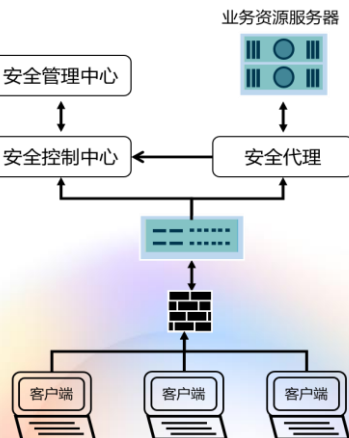 业务资源服务器
安全管理中心
安全控制中心
安全代理
客户端
客户端
客户端